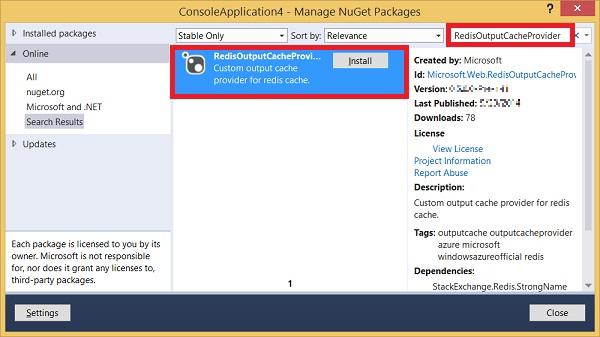 ConsoleApplication4 - Manage NuGet Packages
?
Installed packages
Online
All
nuget.org
Microsoft and .NET
Search Results
Updates
Each package is licensed to you by its
owner. Microsoft is not responsible
for, nor does it grant any licenses to,
third-party packages.
Stable Only
Sort by: Relevance
RedisOutputCacheProvider
RedisOutputCacheProvi...
Install
Custom output cache
provider for redis cache.
1
Created by: Microsoft
Id: Microsoft.Web.RedisOutputCacheProv
Version:
Last Published:
Downloads: 78
License
View License
Project Information
Report Abuse
Description:
Custom output cache provider for redis
cache.
Tags: outputcache outputcacheprovider
azure microsoft
windowsazureofficial redis
Dependencies:
StackExchange.Redis.StrongName
Settings
Close